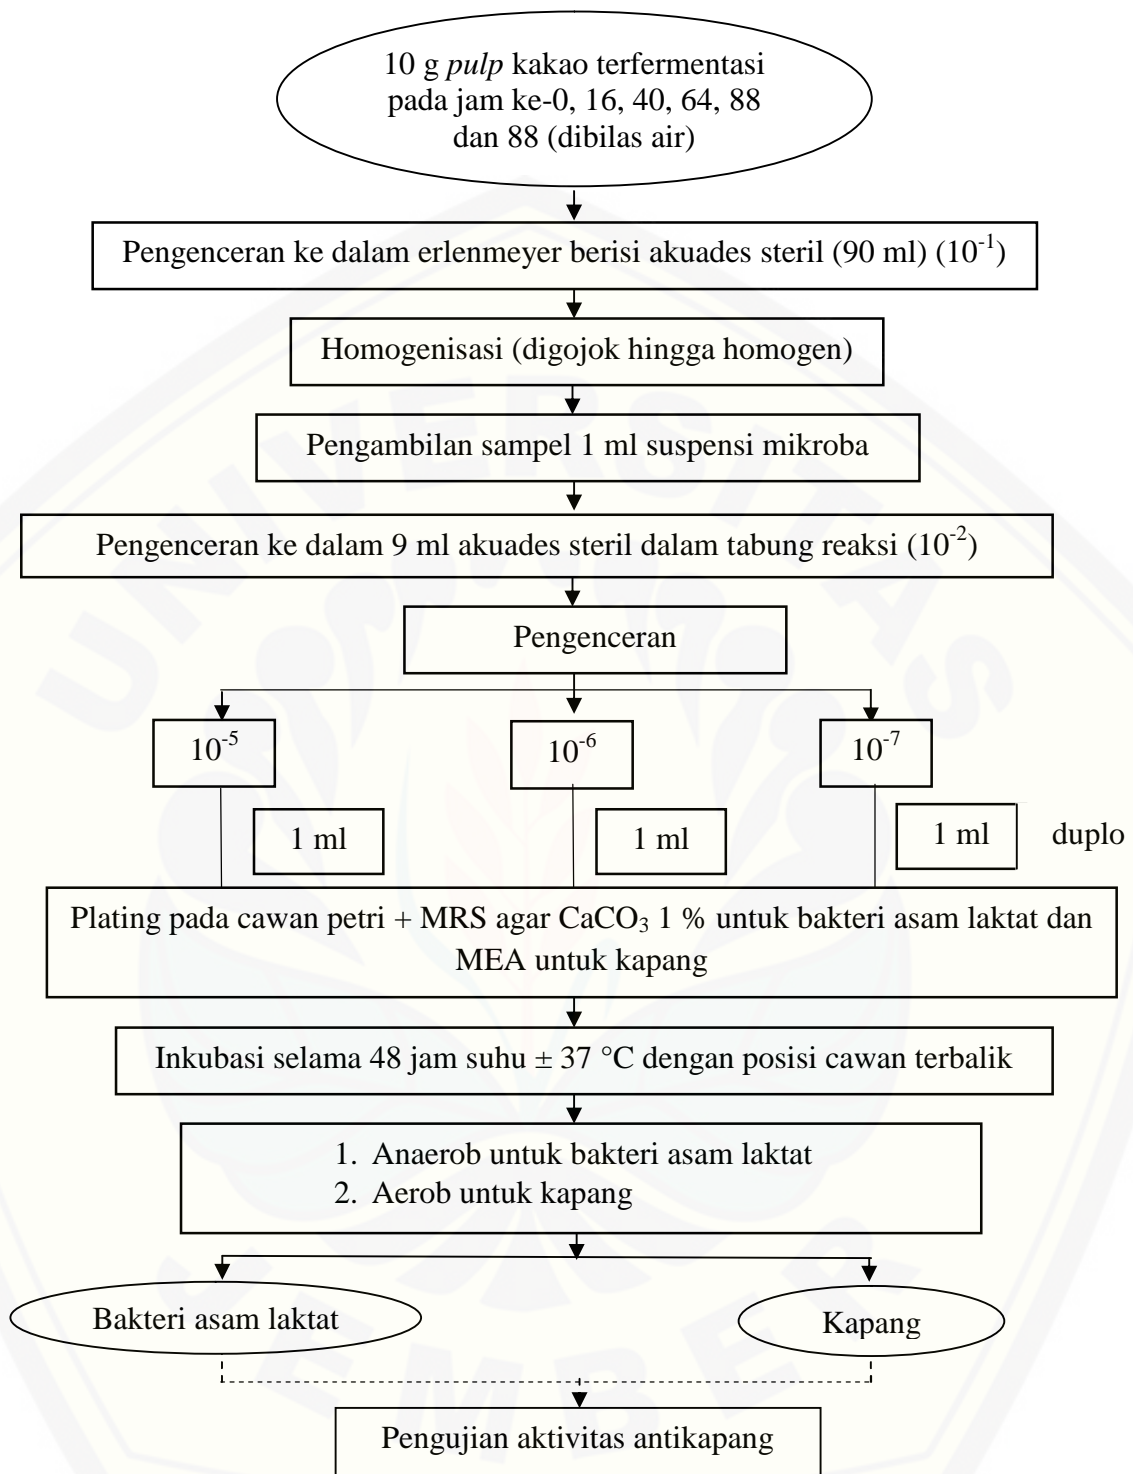 10 g pulp kakao terfermentasi
pada jam ke-0, 16, 40, 64, 88
dan 88 (dibilas air)
Pengenceran ke dalam erlenmeyer berisi akuades steril (90 ml) (10⁻¹)
Homogenisasi (digojok hingga homogen)
Pengambilan sampel 1 ml suspensi mikroba
Pengenceran ke dalam 9 ml akuades steril dalam tabung reaksi (10⁻²)
Pengenceran
10⁻⁵ 10⁻⁶ 10⁻⁷
1 ml 1 ml 1 ml duplo
Plating pada cawan petri + MRS agar CaCO₃ 1 % untuk bakteri asam laktat dan
MEA untuk kapang
Inkubasi selama 48 jam suhu ± 37 °C dengan posisi cawan terbalik
1. Anaerob untuk bakteri asam laktat
2. Aerob untuk kapang
Bakteri asam laktat Kapang
Pengujian aktivitas antikapang
UNIVERSITAS
JEMBER